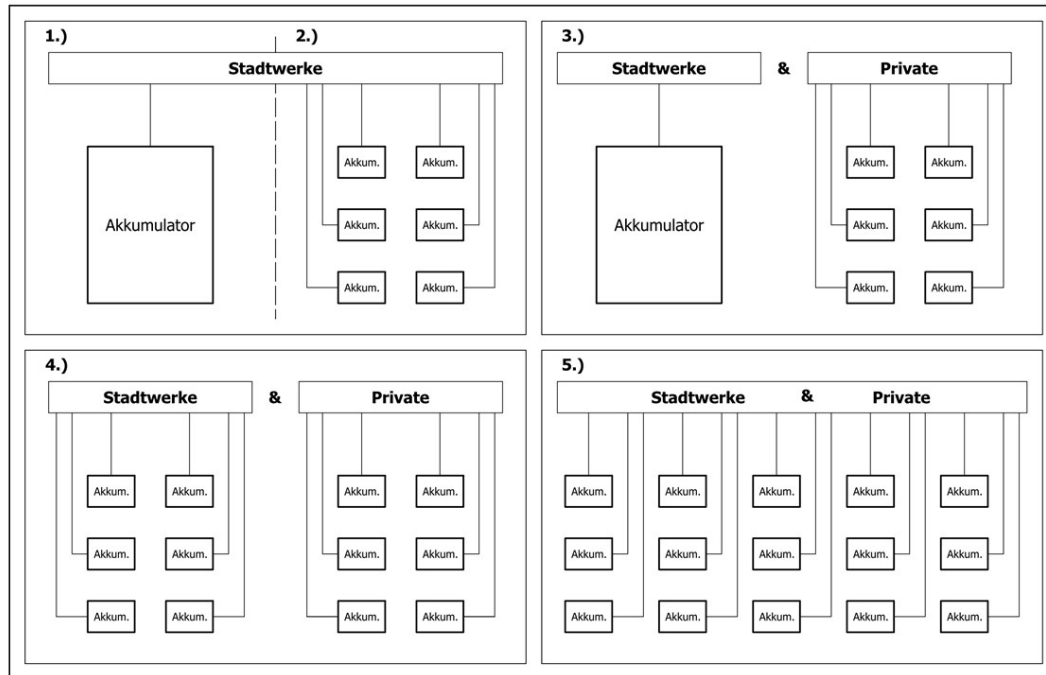 1.) 2.)
Stadtwerke
Akkum. Akkum.
Akkumulator
Akkum. Akkum.
Akkum. Akkum.
3.)
Stadtwerke & Private
Akkum. Akkum.
Akkumulator
Akkum. Akkum.
Akkum. Akkum.
4.)
Stadtwerke & Private
Akkum. Akkum. Akkum. Akkum.
Akkum. Akkum. Akkum. Akkum.
Akkum. Akkum. Akkum. Akkum.
5.)
Stadtwerke & Private
Akkum. Akkum. Akkum. Akkum. Akkum.
Akkum. Akkum. Akkum. Akkum. Akkum.
Akkum. Akkum. Akkum. Akkum. Akkum.